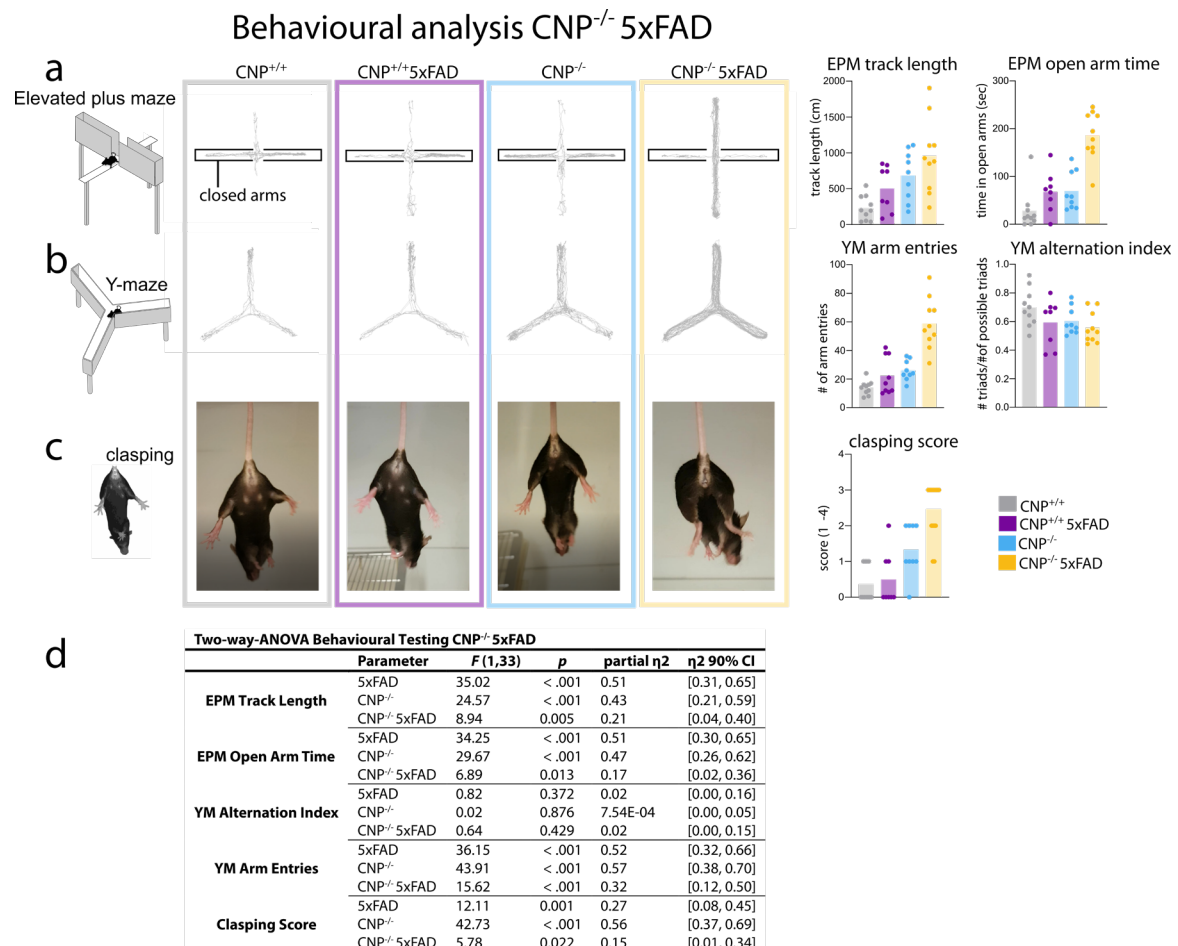 Behavioural analysis CNP-/- 5xFAD
a
CNP+/+
CNP+/+5xFAD
CNP-/-
CNP-/- 5xFAD
Elevated plus maze
closed arms
EPM track length
track length (cm)
2000
1500
1000
500
0
EPM open arm time
time in open arms (sec)
300
200
100
0
b
Y-maze
YM arm entries
# of arm entries
100
80
60
40
20
0
YM alternation index
# triads/#of possible triads
1.0
0.8
0.6
0.4
0.2
0.0
c
clasping
clasping score
score (1 -4)
4
3
2
1
0
CNP+/+
CNP+/+ 5xFAD
CNP-/-
CNP-/- 5xFAD
d
Two-way-ANOVA Behavioural Testing CNP-/- 5xFAD
Parameter F (1,33) p partial η2 η2 90% CI
EPM Track Length
5xFAD 35.02 < .001 0.51 [0.31, 0.65]
CNP-/- 24.57 < .001 0.43 [0.21, 0.59]
CNP-/- 5xFAD 8.94 0.005 0.21 [0.04, 0.40]
EPM Open Arm Time
5xFAD 34.25 < .001 0.51 [0.30, 0.65]
CNP-/- 29.67 < .001 0.47 [0.26, 0.62]
CNP-/- 5xFAD 6.89 0.013 0.17 [0.02, 0.36]
YM Alternation Index
5xFAD 0.82 0.372 0.02 [0.00, 0.16]
CNP-/- 0.02 0.876 7.54E-04 [0.00, 0.05]
CNP-/- 5xFAD 0.64 0.429 0.02 [0.00, 0.15]
YM Arm Entries
5xFAD 36.15 < .001 0.52 [0.32, 0.66]
CNP-/- 43.91 < .001 0.57 [0.38, 0.70]
CNP-/- 5xFAD 15.62 < .001 0.32 [0.12, 0.50]
Clasping Score
5xFAD 12.11 0.001 0.27 [0.08, 0.45]
CNP-/- 42.73 < .001 0.56 [0.37, 0.69]
CNP-/- 5xFAD 5.78 0.022 0.15 [0.01, 0.34]